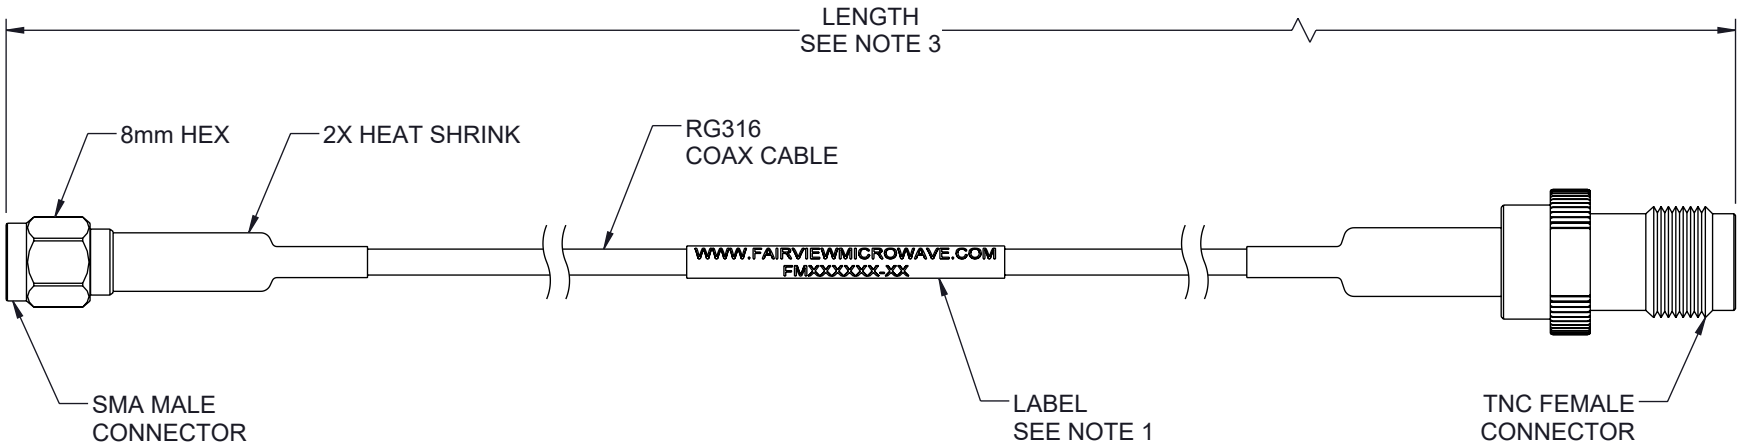 LENGTH
SEE NOTE 3
8mm HEX
2X HEAT SHRINK
RG316
COAX CABLE
WWW.FAIRVIEWMICROWAVE.COM
FMXXXXXX-XX
SMA MALE
CONNECTOR
LABEL
SEE NOTE 1
TNC FEMALE
CONNECTOR